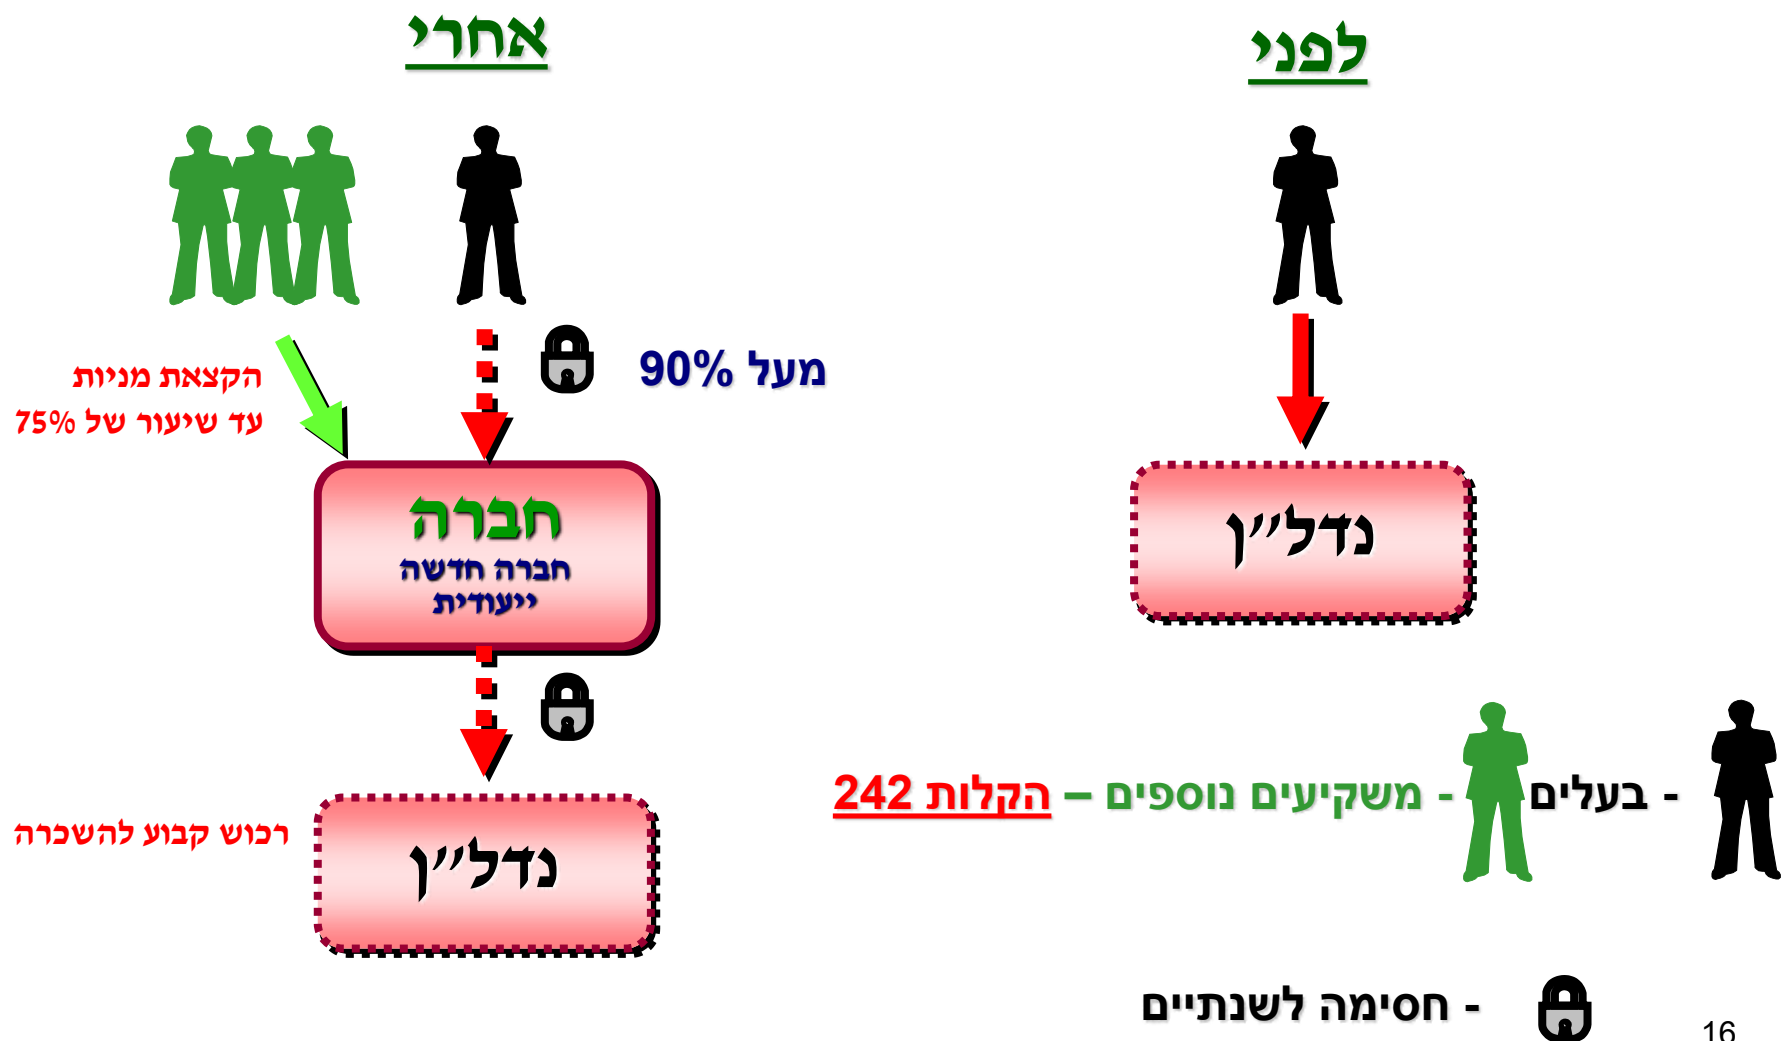 לפני
נדל״ן
- בעלים
- משקיעים נוספים – הקלות 242
- חסימה לשנתיים
אחרי
מעל 90%
הקצאת מניות
עד שיעור של 75%
חברה
חברה חדשה
ייעודית
נדל״ן
רכוש קבוע להשכרה
16